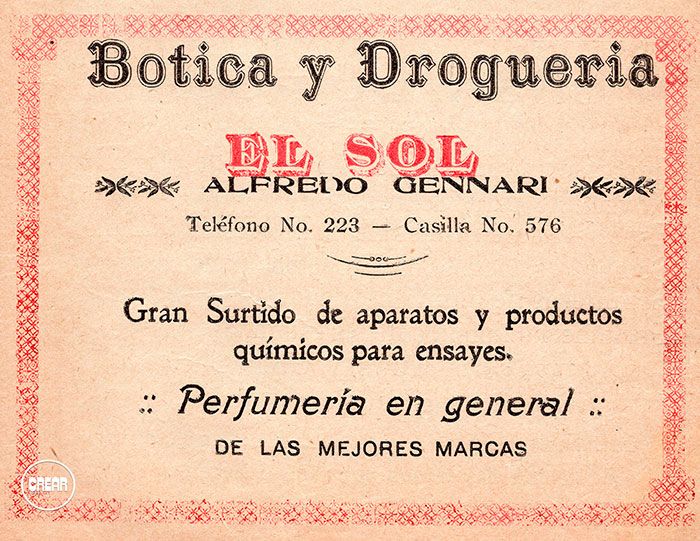 Botica y Drogueria
EL SOL
ALFREDO GENNARI
Teléfono No. 223 — Casilla No. 576
Gran Surtido de aparatos y productos
químicos para ensayes.
:: Perfumería en general ::
DE LAS MEJORES MARCAS
CREAR